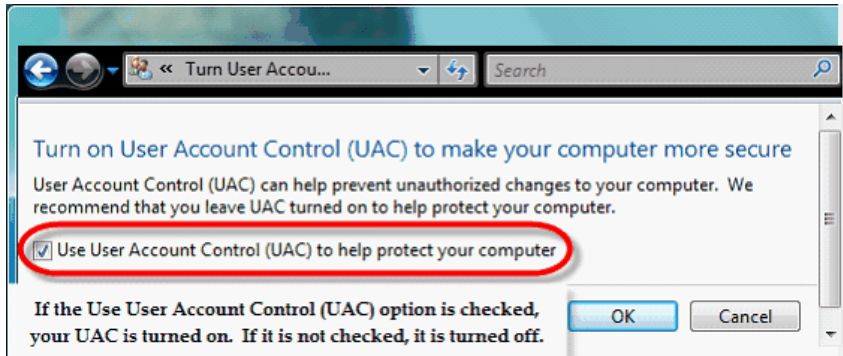 « Turn User Accou...
Search
Turn on User Account Control (UAC) to make your computer more secure
User Account Control (UAC) can help prevent unauthorized changes to your computer. We
recommend that you leave UAC turned on to help protect your computer.
Use User Account Control (UAC) to help protect your computer
If the Use User Account Control (UAC) option is checked,
your UAC is turned on. If it is not checked, it is turned off.
OK
Cancel